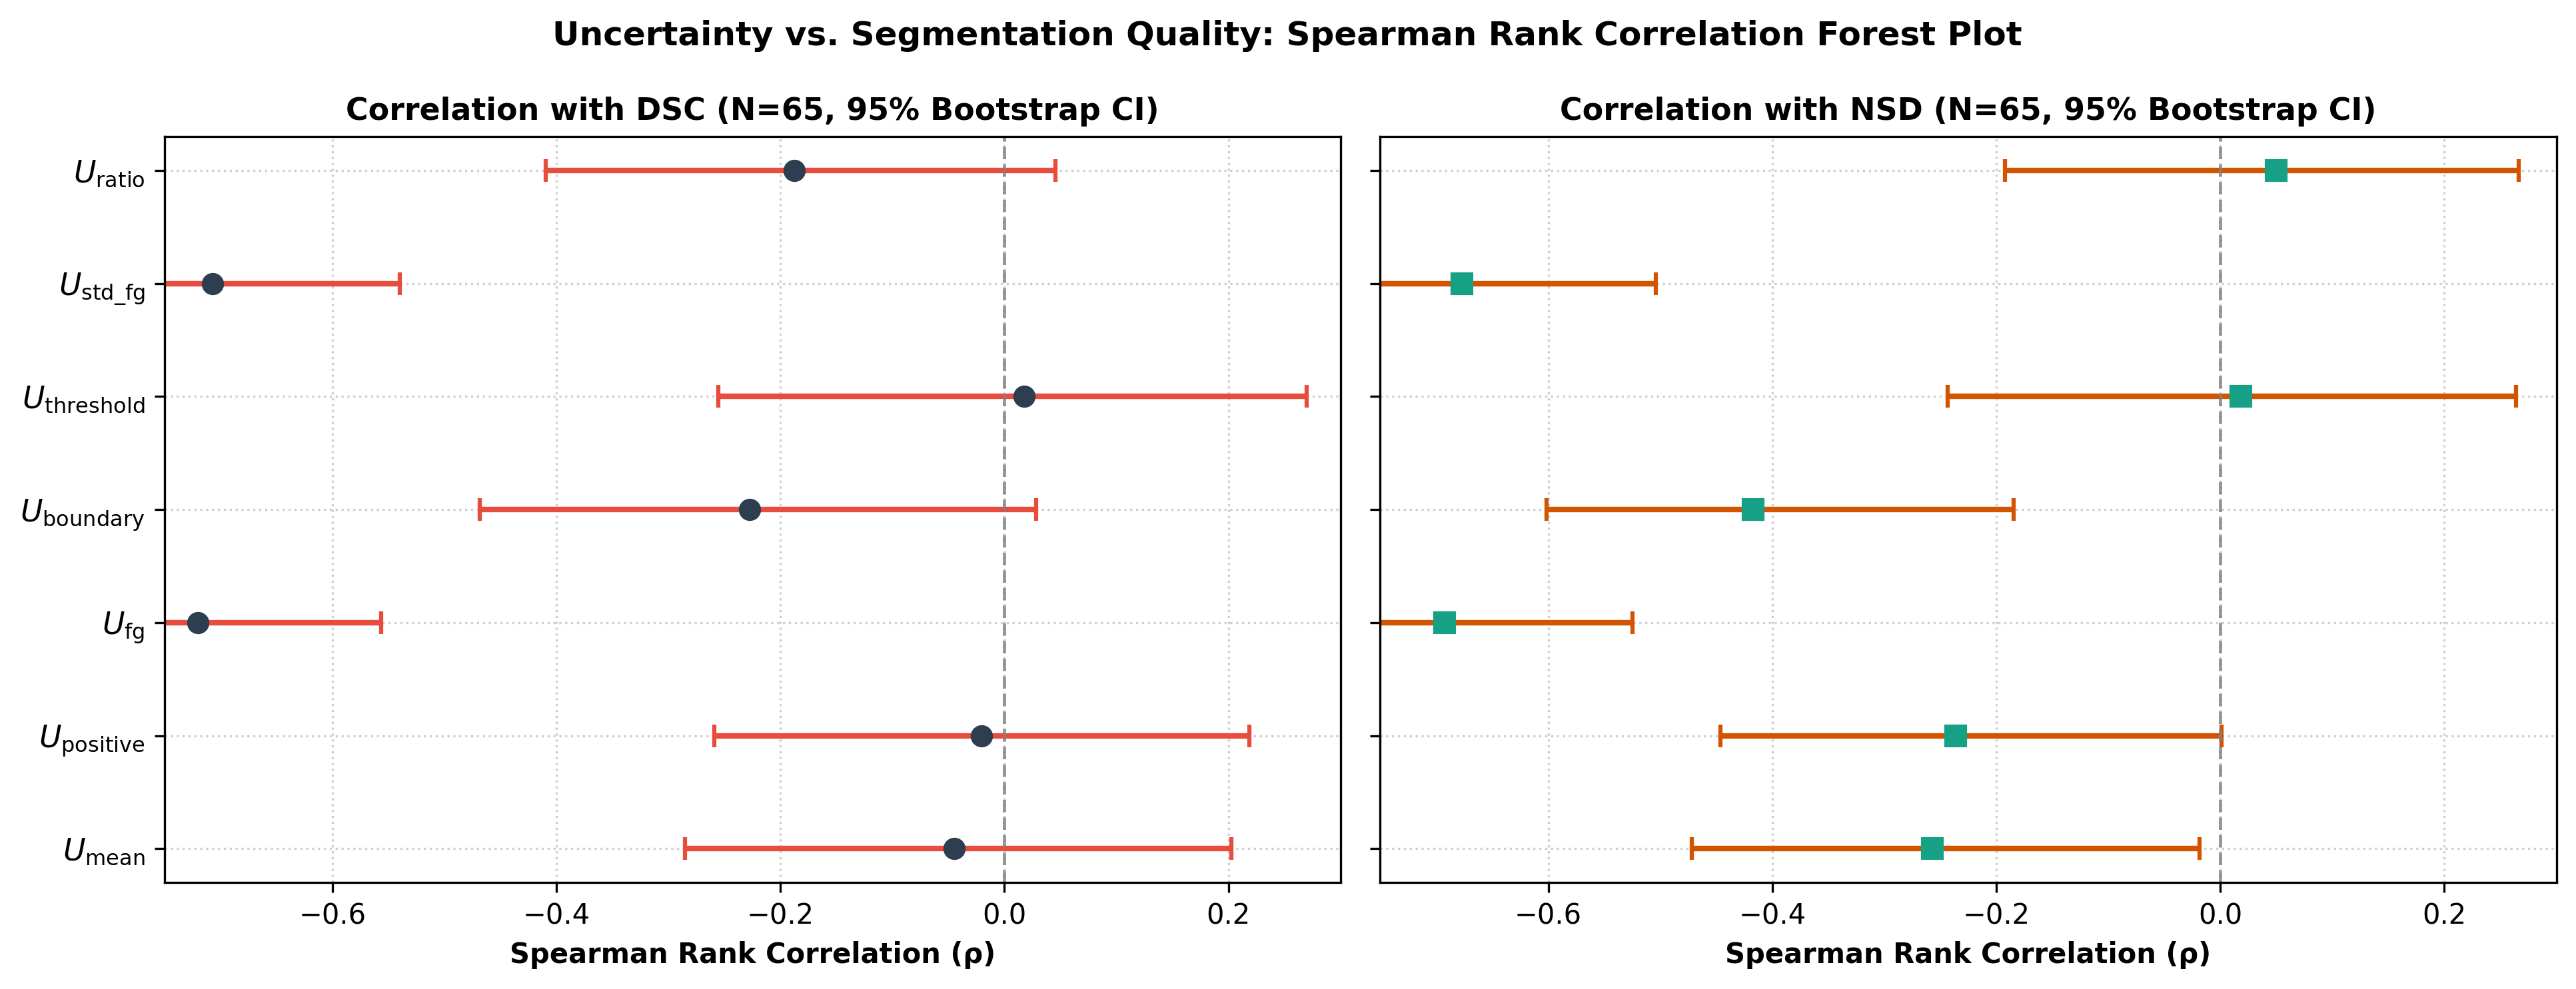 Uncertainty vs. Segmentation Quality: Spearman Rank Correlation Forest Plot
Correlation with DSC (N=65, 95% Bootstrap CI)
U_ratio
U_std_fg
U_threshold
U_boundary
U_fg
U_positive
U_mean
−0.6 −0.4 −0.2 0.0 0.2
Spearman Rank Correlation (ρ)
Correlation with NSD (N=65, 95% Bootstrap CI)
−0.6 −0.4 −0.2 0.0 0.2
Spearman Rank Correlation (ρ)